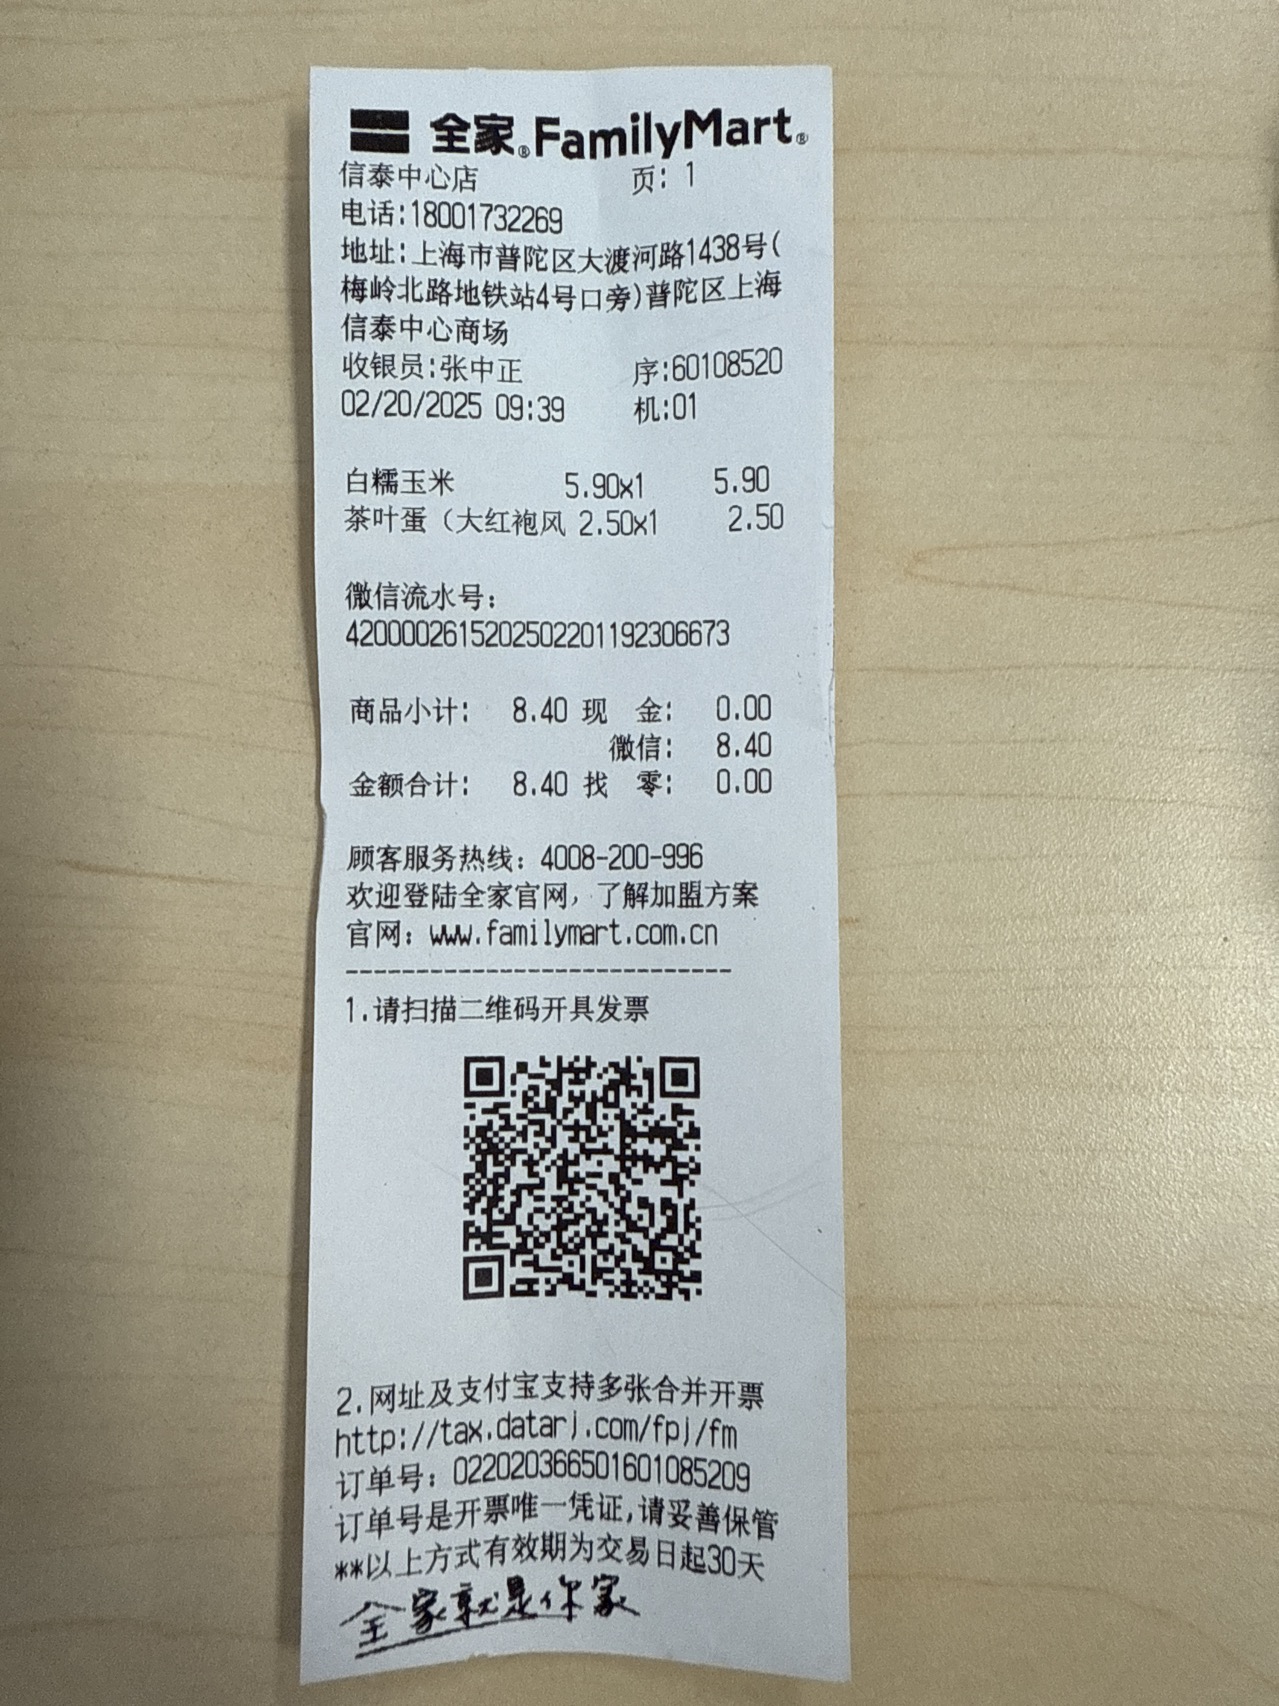 全家® FamilyMart®
信泰中心店 页: 1
电话:18001732269
地址:上海市普陀区大渡河路1438号(
梅岭北路地铁站4号口旁)普陀区上海
信泰中心商场
收银员:张中正 序:60108520
02/20/2025 09:39 机:01
白糯玉米 5.90x1 5.90
茶叶蛋（大红袍风 2.50x1 2.50
微信流水号:
4200002615202502201192306673
商品小计: 8.40 现 金: 0.00
微信: 8.40
金额合计: 8.40 找 零: 0.00
顾客服务热线: 4008-200-996
欢迎登陆全家官网, 了解加盟方案
官网: www.familymart.com.cn
----------------------------
1.请扫描二维码开具发票
2.网址及支付宝支持多张合并开票
http://tax.datarj.com/fpj/fm
订单号: 022020366501601085209
订单号是开票唯一凭证,请妥善保管
**以上方式有效期为交易日起30天
全家就是你家